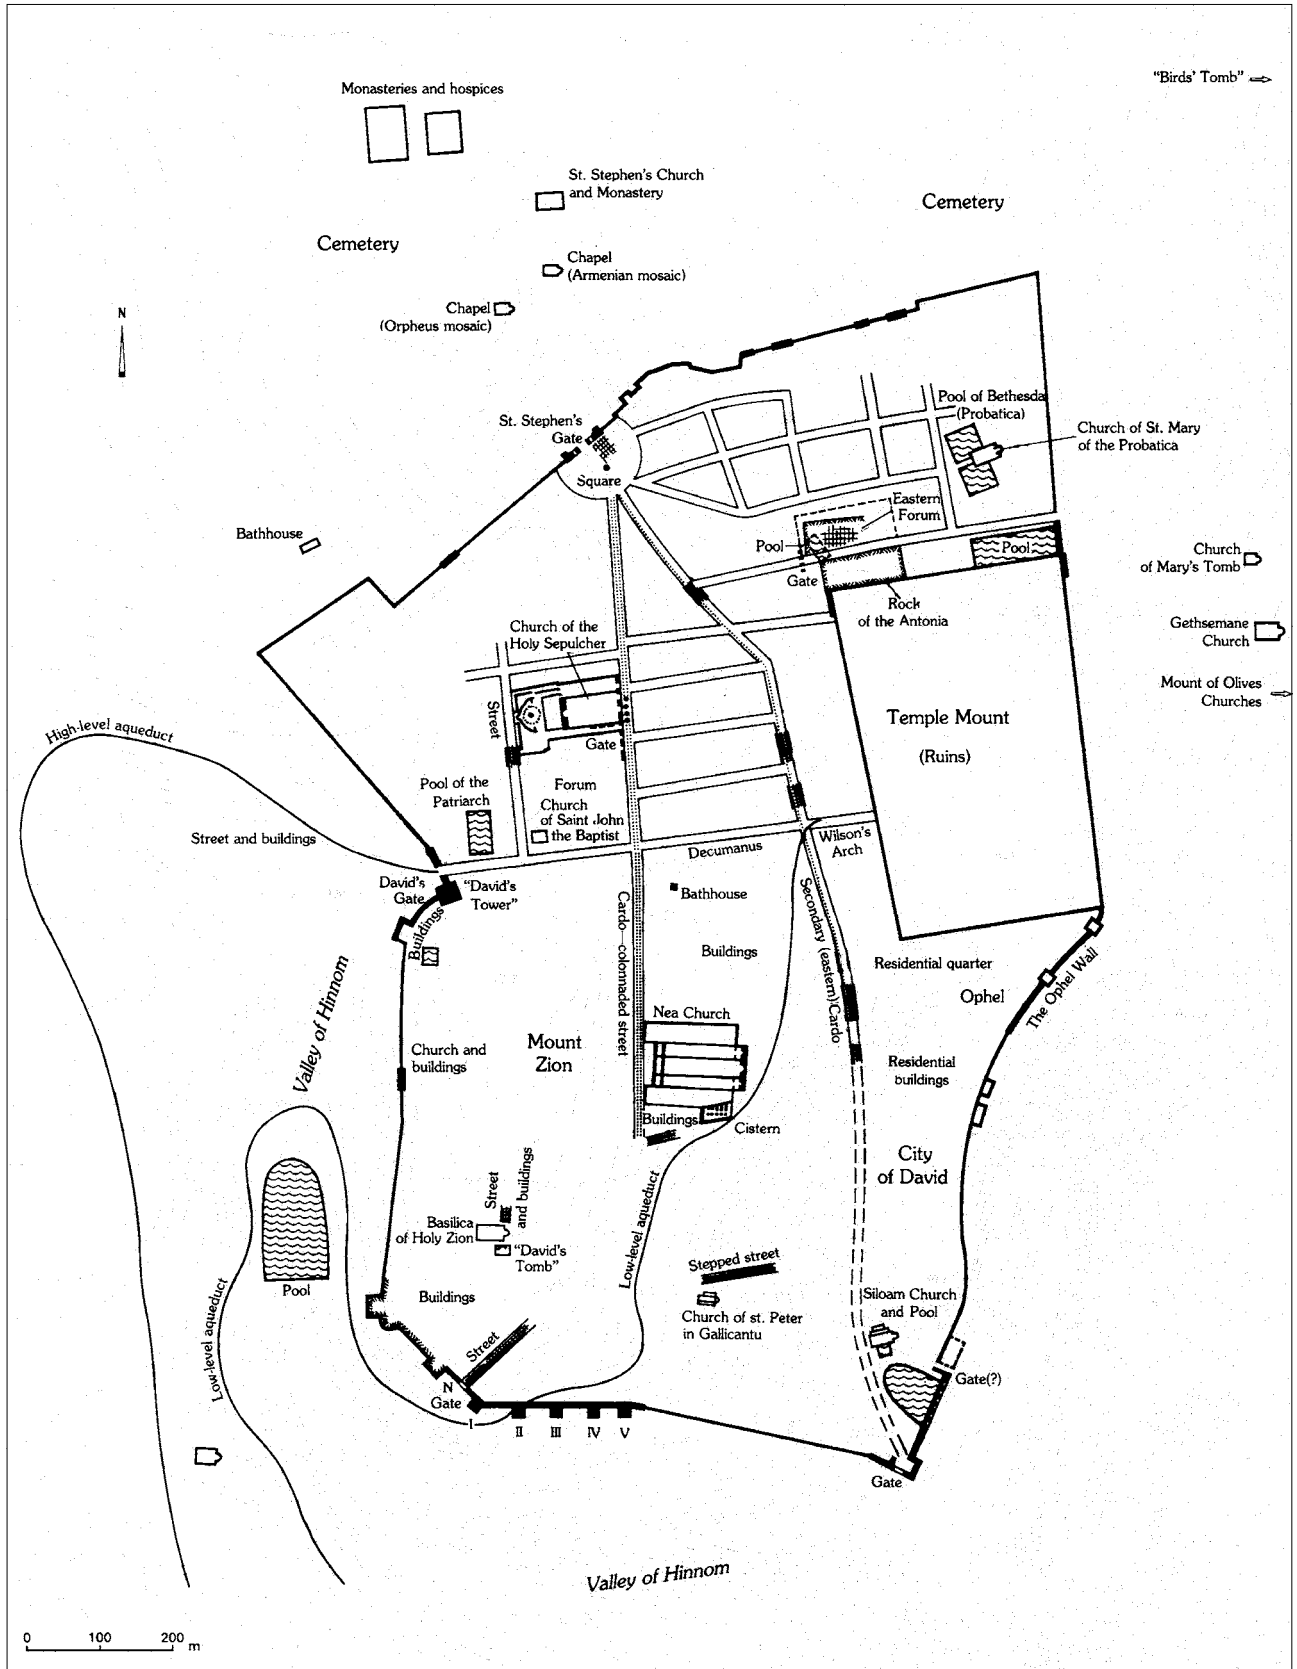 "Birds' Tomb"
Monasteries and hospices
St. Stephen's Church
and Monastery
Cemetery
Cemetery
Chapel
(Armenian mosaic)
Chapel
(Orpheus mosaic)
N
Pool of Bethesda
(Probatica)
St. Stephen's
Gate
Church of St. Mary
of the Probatica
Square
Eastern
Forum
Bathhouse
Pool
Pool
Church
of Mary's Tomb
Gate
Rock
of the Antonia
Church of the
Holy Sepulcher
Gethsemane
Church
Mount of Olives
Churches
Street
Temple Mount
(Ruins)
High-level aqueduct
Gate
Pool of the
Patriarch
Forum
Church
of Saint John
the Baptist
Street and buildings
Decumanus
Wilson's
Arch
David's
Gate
"David's
Tower"
Bathhouse
Buildings
Cardo—colonnaded street
Secondary (eastern) Cardo
Buildings
Residential quarter
Ophel
The Ophel Wall
Valley of Hinnom
Nea Church
Mount
Zion
Church and
buildings
Residential
buildings
Buildings
Cistern
City
of David
Street
and buildings
Basilica
of Holy Zion
"David's
Tomb"
Low-level aqueduct
Stepped street
Pool
Buildings
Siloam Church
and Pool
Church of st. Peter
in Gallicantu
Low-level aqueduct
Street
N
Gate
Gate(?)
I
II
III
IV
V
Gate
Valley of Hinnom
0 100 200 m